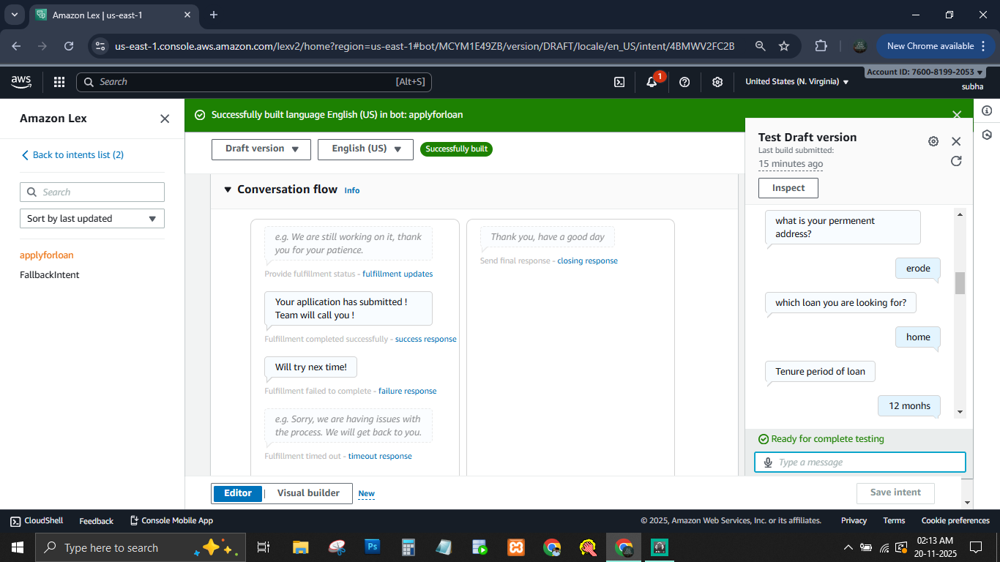 Amazon Lex | us-east-1
us-east-1.console.aws.amazon.com/lexv2/home?region=us-east-1#bot/MCYM1E49ZB/version/DRAFT/locale/en_US/intent/4BMWV2FC2B
New Chrome available
aws
Search
[Alt+S]
1
United States (N. Virginia)
Account ID: 7600-8199-2053
subha
Amazon Lex
Back to intents list (2)
Search
Sort by last updated
applyforloan
FallbackIntent
Successfully built language English (US) in bot: applyforloan
Draft version
English (US)
Successfully built
Conversation flow Info
e.g. We are still working on it, thank
you for your patience.
Provide fulfillment status - fulfillment updates
Your apllication has submitted !
Team will call you !
Fulfillment completed successfully - success response
Will try nex time!
Fulfillment failed to complete - failure response
e.g. Sorry, we are having issues with
the process. We will get back to you.
Fulfillment timed out - timeout response
Thank you, have a good day
Send final response - closing response
Editor
Visual builder
New
Save intent
Test Draft version
Last build submitted:
15 minutes ago
Inspect
what is your permenent
address?
erode
which loan you are looking for?
home
Tenure period of loan
12 monhs
Ready for complete testing
Type a message
CloudShell
Feedback
Console Mobile App
© 2025, Amazon Web Services, Inc. or its affiliates.
Privacy
Terms
Cookie preferences
Type here to search
Ps
02:13 AM
20-11-2025